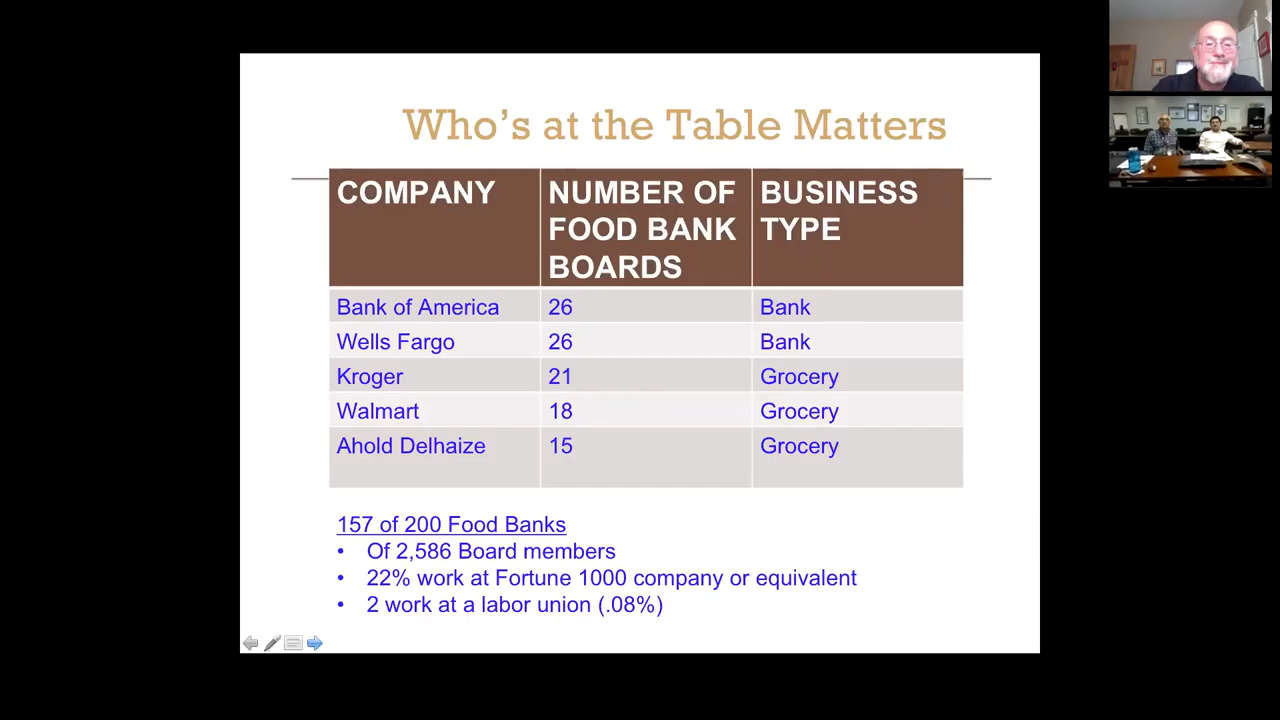 Who's at the Table Matters
COMPANY NUMBER OF FOOD BANK BOARDS BUSINESS TYPE
Bank of America 26 Bank
Wells Fargo 26 Bank
Kroger 21 Grocery
Walmart 18 Grocery
Ahold Delhaize 15 Grocery
157 of 200 Food Banks
• Of 2,586 Board members
• 22% work at Fortune 1000 company or equivalent
• 2 work at a labor union (.08%)